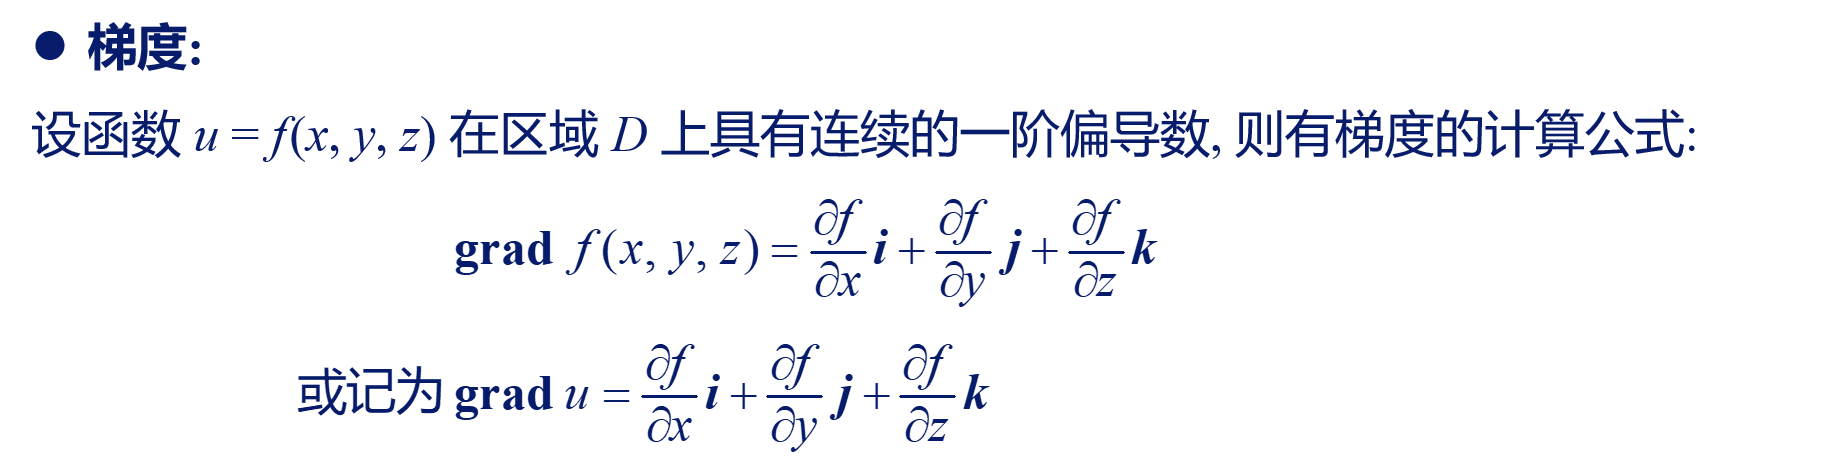 ● 梯度:
设函数 u = f(x, y, z) 在区域 D 上具有连续的一阶偏导数, 则有梯度的计算公式:
grad f(x, y, z) = ∂f/∂x i + ∂f/∂y j + ∂f/∂z k
或记为 grad u = ∂f/∂x i + ∂f/∂y j + ∂f/∂z k